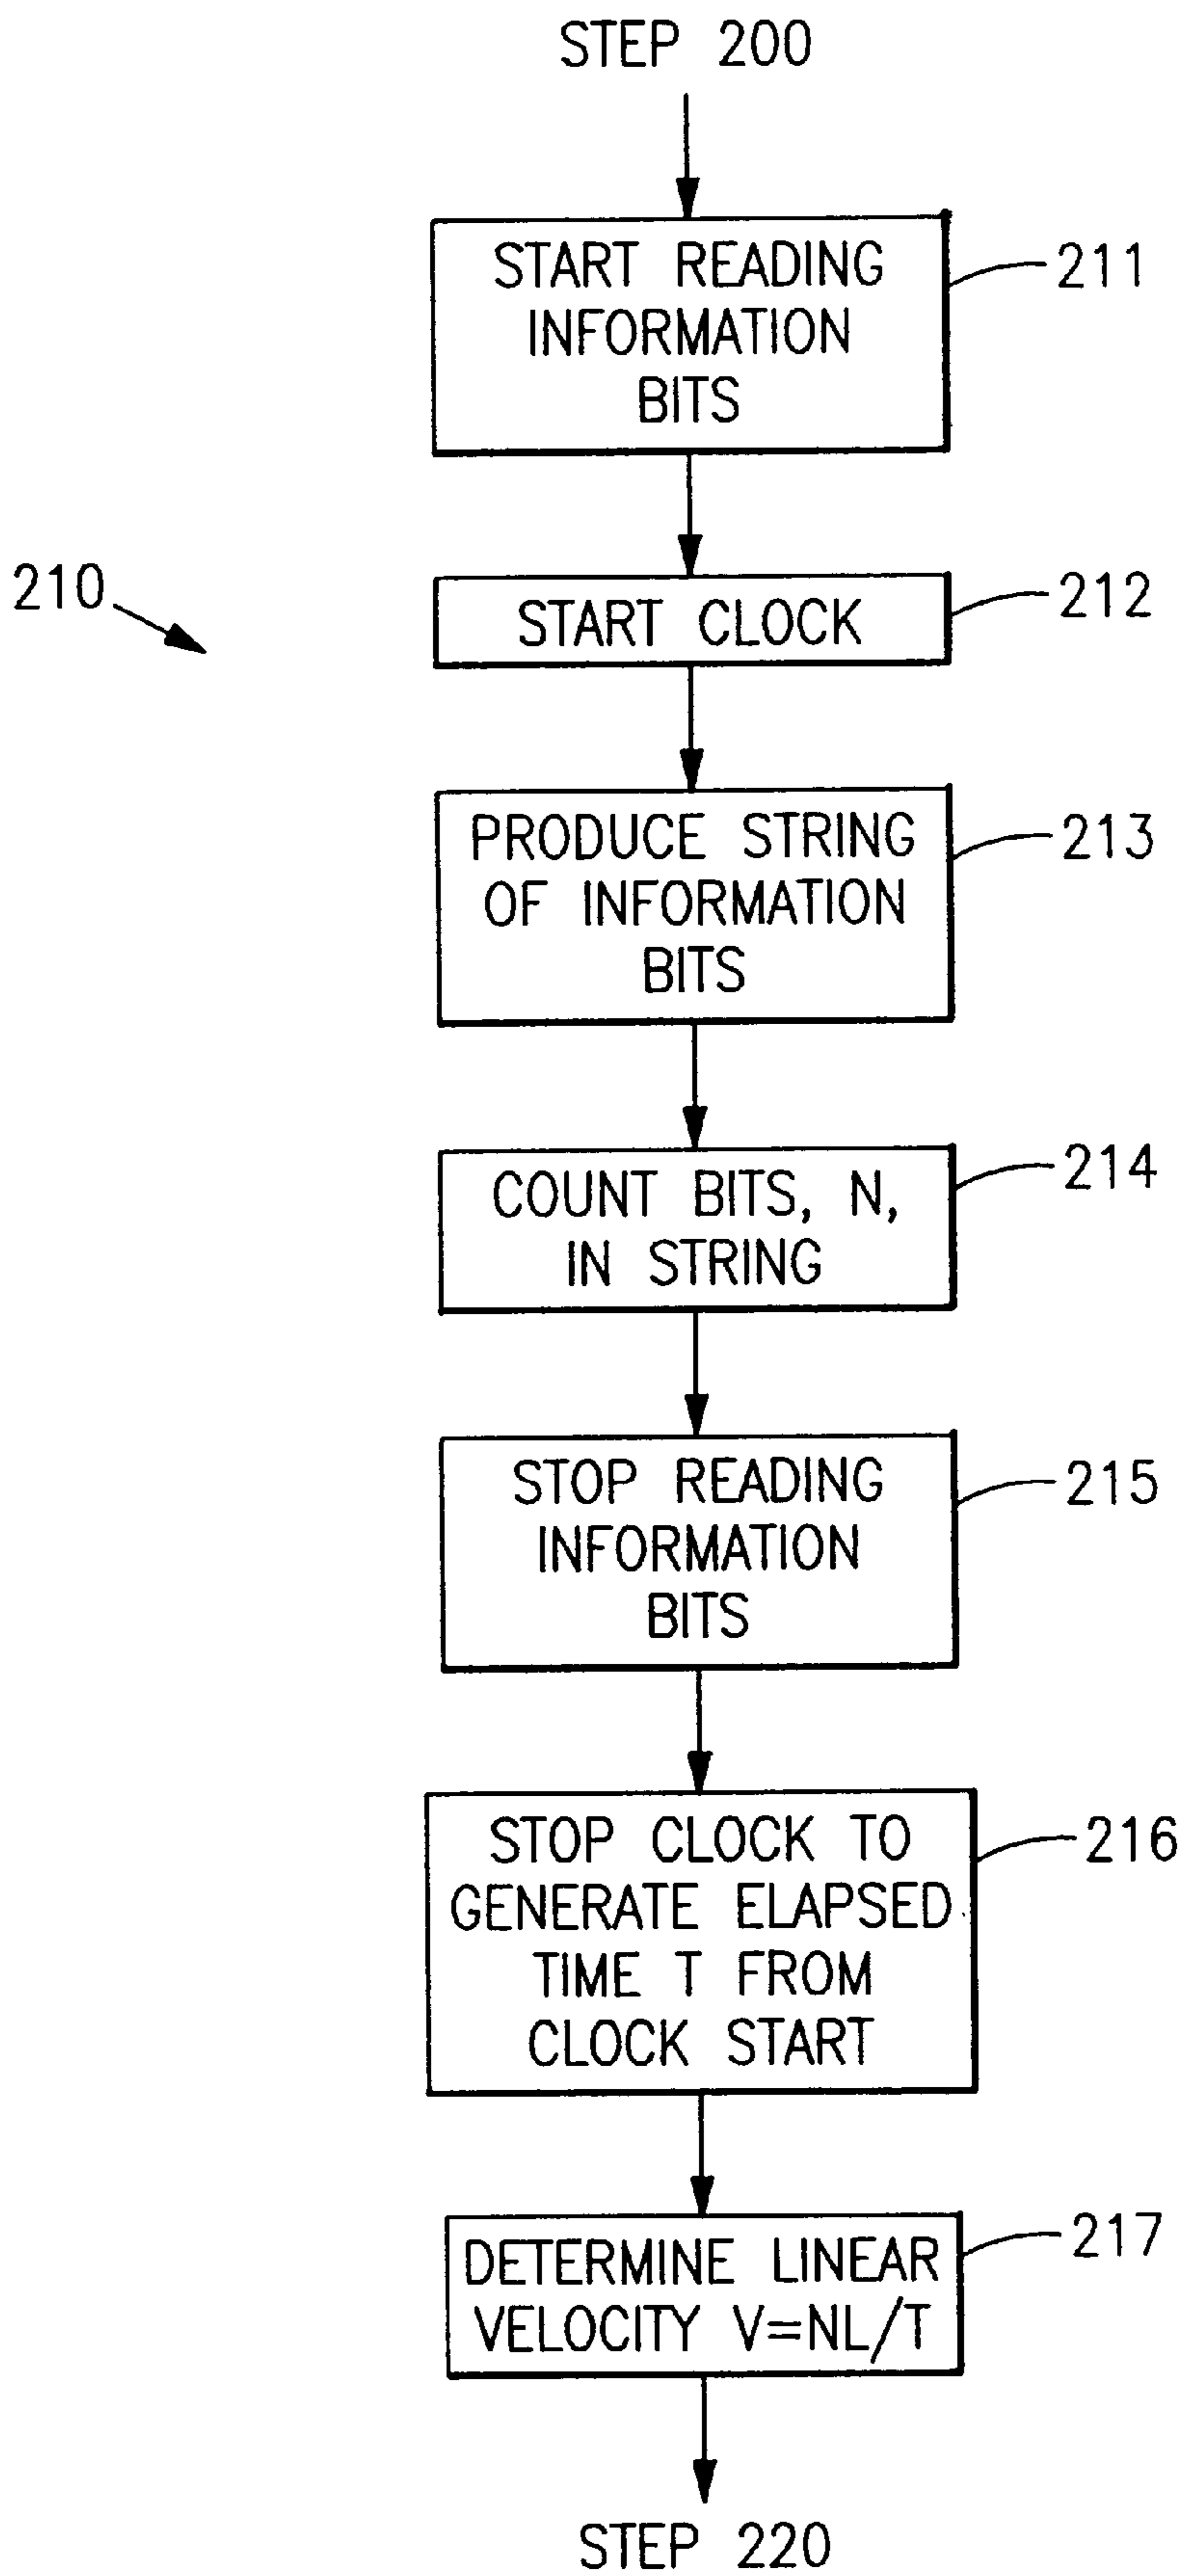 STEP 200
START READING
INFORMATION
BITS
211
210
START CLOCK
212
PRODUCE STRING
OF INFORMATION
BITS
213
COUNT BITS, N,
IN STRING
214
STOP READING
INFORMATION
BITS
215
STOP CLOCK TO
GENERATE ELAPSED
TIME T FROM
CLOCK START
216
DETERMINE LINEAR
VELOCITY V=NL/T
217
STEP 220